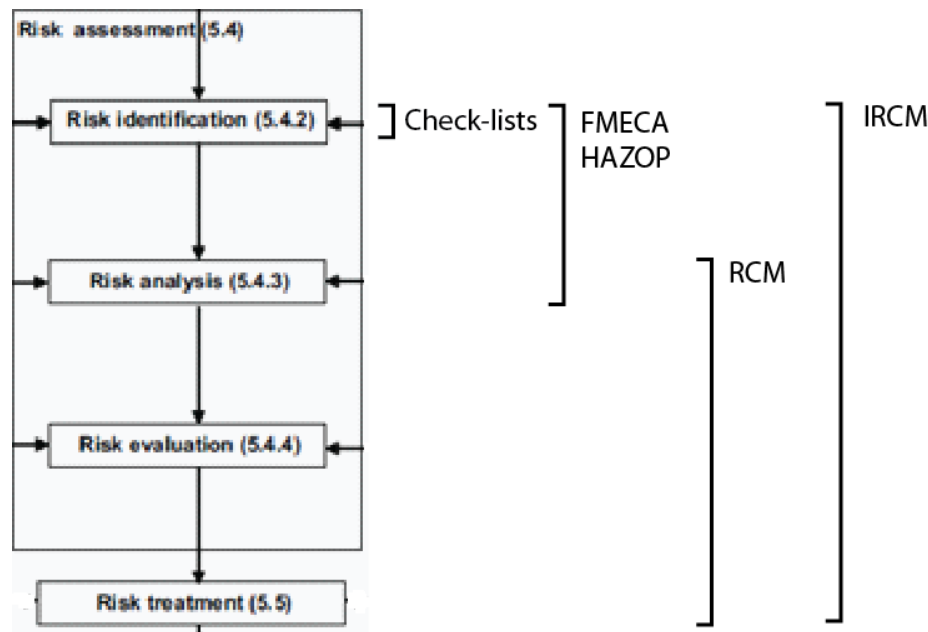 Risk assessment (5.4)
Risk identification (5.4.2)
Check-lists
FMECA
HAZOP
IRCM
Risk analysis (5.4.3)
RCM
Risk evaluation (5.4.4)
Risk treatment (5.5)